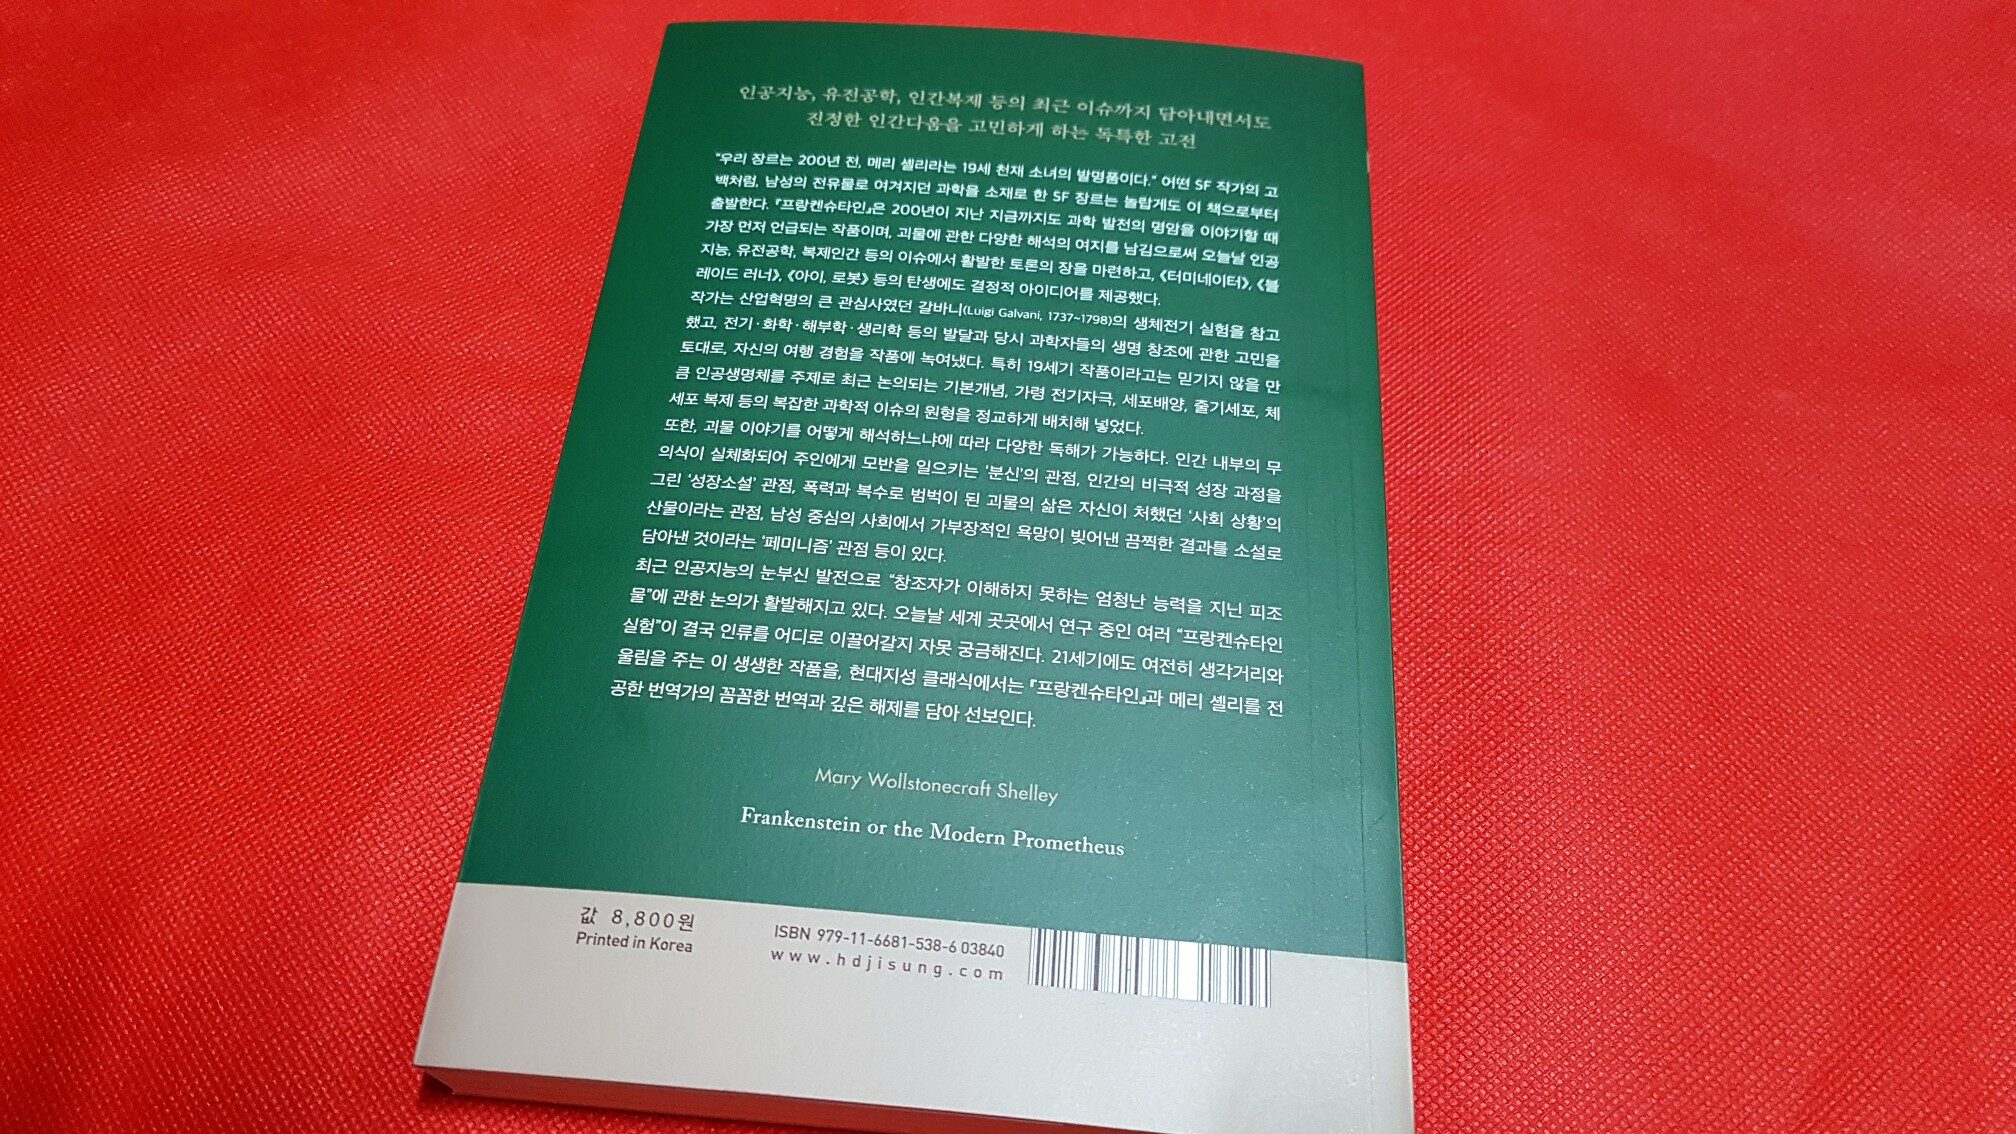 인공지능, 유전공학, 인간복제 등의 최근 이슈까지 담아내면서도
진정한 인간다움을 고민하게 하는 독특한 고전
"우리 장르는 200년 전, 메리 셸리라는 19세 천재 소녀의 발명품이다." 어떤 SF 작가의 고
백처럼, 남성의 전유물로 여겨지던 과학을 소재로 한 SF 장르는 놀랍게도 이 책으로부터
출발한다. 『프랑켄슈타인』은 200년이 지난 지금까지도 과학 발전의 명암을 이야기할 때
가장 먼저 언급되는 작품이며, 괴물에 관한 다양한 해석의 여지를 남김으로써 오늘날 인공
지능, 유전공학, 복제인간 등의 이슈에서 활발한 토론의 장을 마련하고, 《터미네이터》, 《블
레이드 러너》, 《아이, 로봇》 등의 탄생에도 결정적 아이디어를 제공했다.
작가는 산업혁명의 큰 관심사였던 갈바니(Luigi Galvani, 1737~1798)의 생체전기 실험을 참고
했고, 전기·화학·해부학·생리학 등의 발달과 당시 과학자들의 생명 창조에 관한 고민을
토대로, 자신의 여행 경험을 작품에 녹여냈다. 특히 19세기 작품이라고는 믿기지 않을 만
큼 인공생명체를 주제로 최근 논의되는 기본개념, 가령 전기자극, 세포배양, 줄기세포, 체
세포 복제 등의 복잡한 과학적 이슈의 원형을 정교하게 배치해 넣었다.
또한, 괴물 이야기를 어떻게 해석하느냐에 따라 다양한 독해가 가능하다. 인간 내부의 무
의식이 실체화되어 주인에게 모반을 일으키는 '분신'의 관점, 인간의 비극적 성장 과정을
그린 '성장소설' 관점, 폭력과 복수로 범벅이 된 괴물의 삶은 자신이 처했던 '사회 상황'의
산물이라는 관점, 남성 중심의 사회에서 가부장적인 욕망이 빚어낸 끔찍한 결과를 소설로
담아낸 것이라는 '페미니즘' 관점 등이 있다.
최근 인공지능의 눈부신 발전으로 "창조자가 이해하지 못하는 엄청난 능력을 지닌 피조
물"에 관한 논의가 활발해지고 있다. 오늘날 세계 곳곳에서 연구 중인 여러 "프랑켄슈타인
실험"이 결국 인류를 어디로 이끌어갈지 자못 궁금해진다. 21세기에도 여전히 생각거리와
울림을 주는 이 생생한 작품을, 현대지성 클래식에서는 『프랑켄슈타인』과 메리 셸리를 전
공한 번역가의 꼼꼼한 번역과 깊은 해제를 담아 선보인다.
Mary Wollstonecraft Shelley
Frankenstein or the Modern Prometheus
값 8,800원
Printed in Korea
ISBN 979-11-6681-538-6 03840
www.hdjisung.com